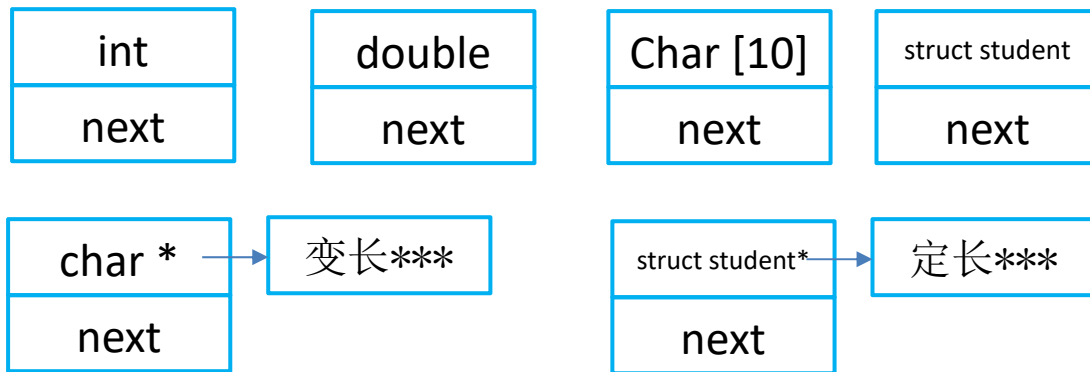 int
next
double
next
Char [10]
next
struct student
next
char *
next
变长***
struct student*
next
定长***